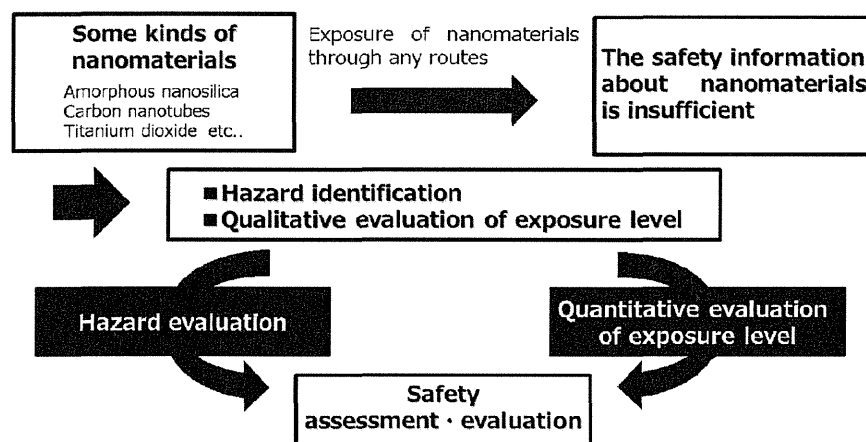 Some kinds of
nanomaterials
Amorphous nanosilica
Carbon nanotubes
Titanium dioxide etc..
Exposure of nanomaterials
through any routes
The safety information
about nanomaterials
is insufficient
■Hazard identification
■Qualitative evaluation of exposure level
Hazard evaluation
Quantitative evaluation
of exposure level
Safety
assessment・evaluation